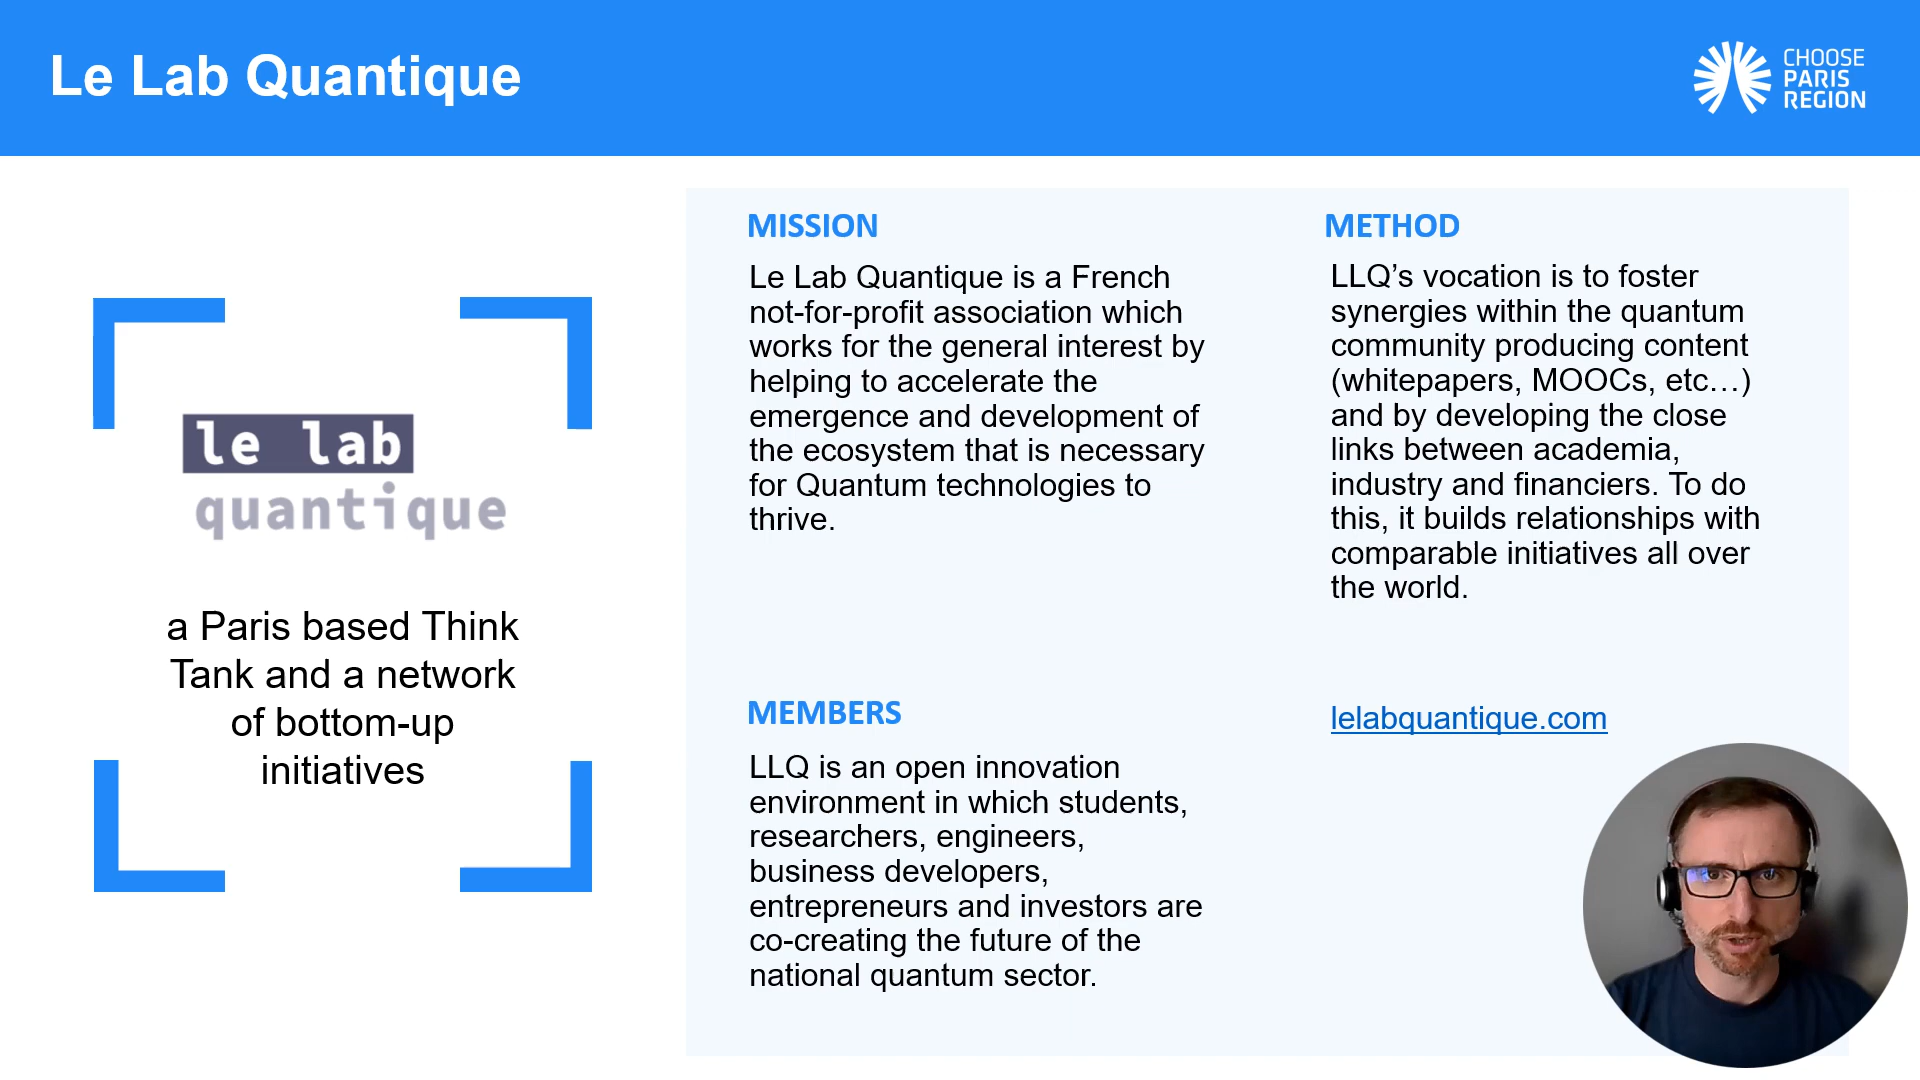 Le Lab Quantique
CHOOSE
PARIS
REGION
le lab
quantique
a Paris based Think
Tank and a network
of bottom-up
initiatives
MISSION
Le Lab Quantique is a French
not-for-profit association which
works for the general interest by
helping to accelerate the
emergence and development of
the ecosystem that is necessary
for Quantum technologies to
thrive.
METHOD
LLQ’s vocation is to foster
synergies within the quantum
community producing content
(whitepapers, MOOCs, etc…)
and by developing the close
links between academia,
industry and financiers. To do
this, it builds relationships with
comparable initiatives all over
the world.
MEMBERS
LLQ is an open innovation
environment in which students,
researchers, engineers,
business developers,
entrepreneurs and investors are
co-creating the future of the
national quantum sector.
lelabquantique.com